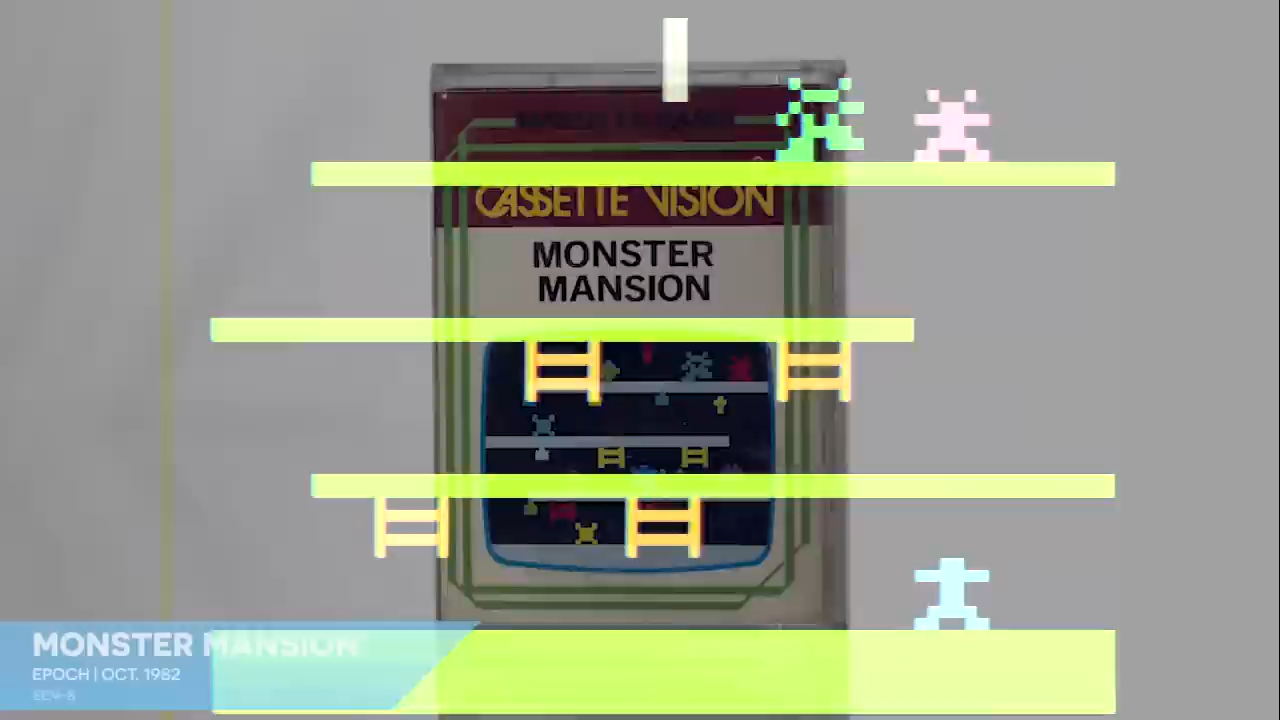 CASSETTE VISION
MONSTER
MANSION
MONSTER MANSION
EPOCH | OCT. 1982